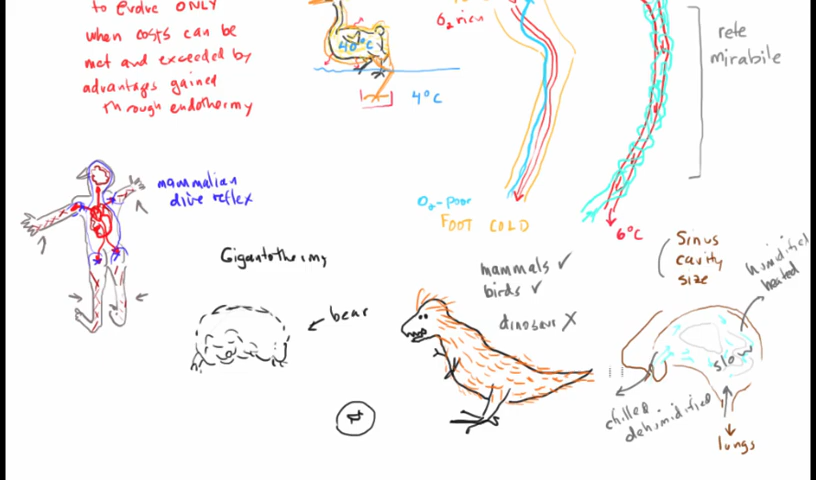 to evolve ONLY
when costs can be
met and exceeded by
advantages gained
through endothermy
40°C
4°C
O₂ rich
O₂-poor
FOOT COLD
rete
mirabile
6°C
mammalian
dive reflex
Gigantothermy
bear
mammals ✓
birds ✓
dinosaur X
Sinus
cavity
size
humidified
heated
slow
chilled
dehumidified
lungs